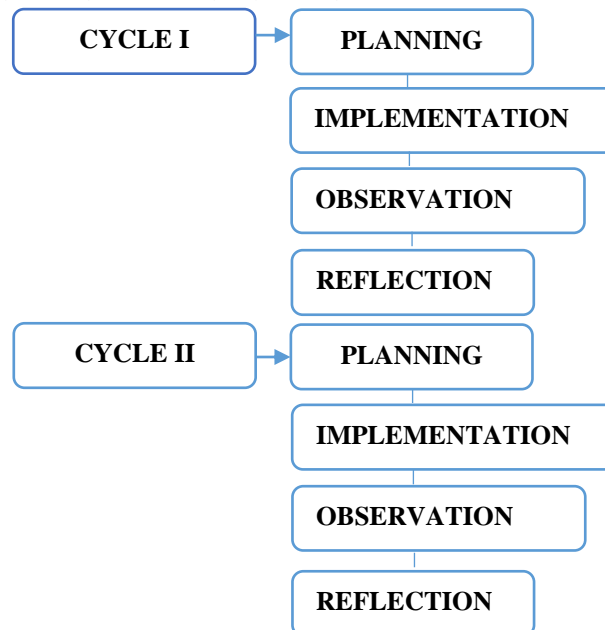 CYCLE I
PLANNING
IMPLEMENTATION
OBSERVATION
REFLECTION
CYCLE II
PLANNING
IMPLEMENTATION
OBSERVATION
REFLECTION